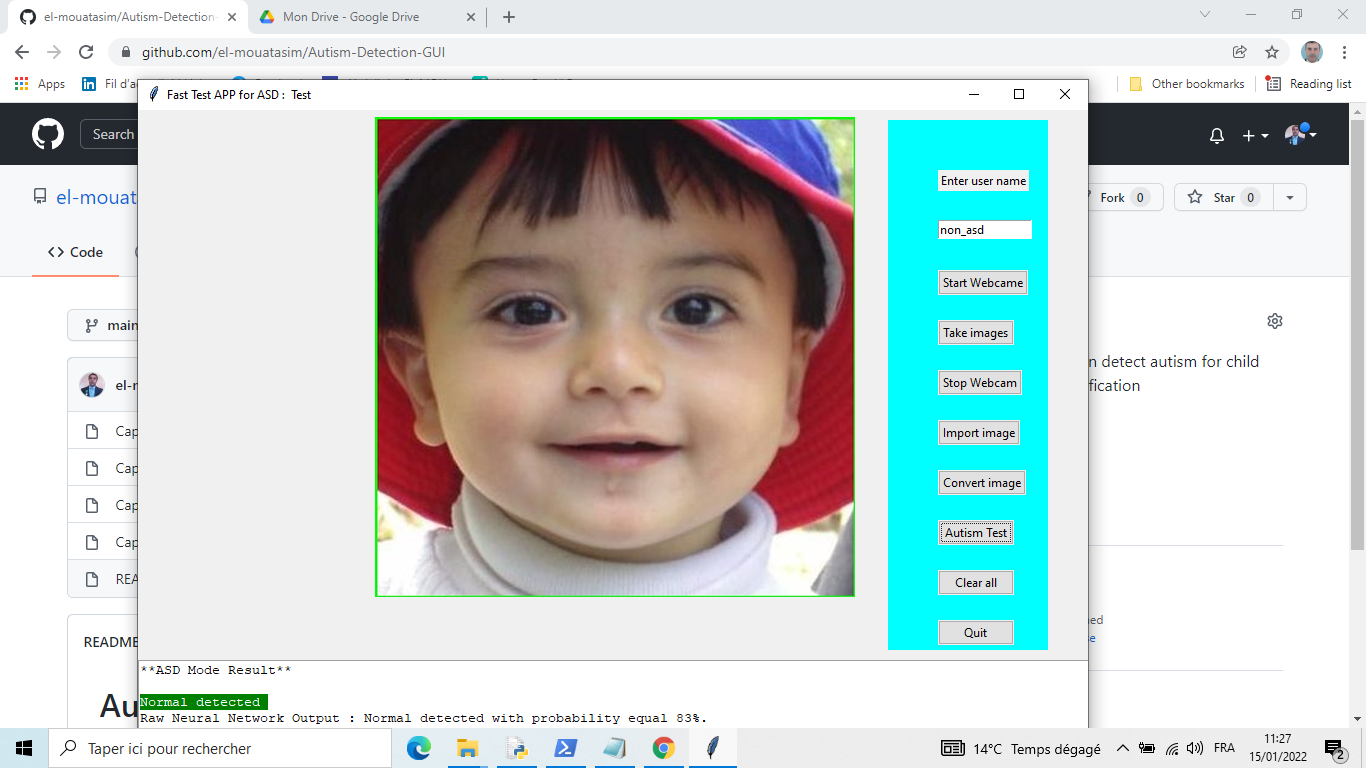 el-mouatasim/Autism-Detection-
Mon Drive - Google Drive
github.com/el-mouatasim/Autism-Detection-GUI
Apps
Fil d'a
Other bookmarks
Reading list
Fast Test APP for ASD : Test
Search
el-mouat
Fork 0
Star 0
Code
main
n detect autism for child
fication
el-m
Cap
Cap
Cap
Cap
REA
README
Au
Enter user name
non_asd
Start Webcame
Take images
Stop Webcam
Import image
Convert image
Autism Test
Clear all
Quit
**ASD Mode Result**
Normal detected
Raw Neural Network Output : Normal detected with probability equal 83%.
Taper ici pour rechercher
14°C Temps dégagé
FRA
11:27
15/01/2022
2